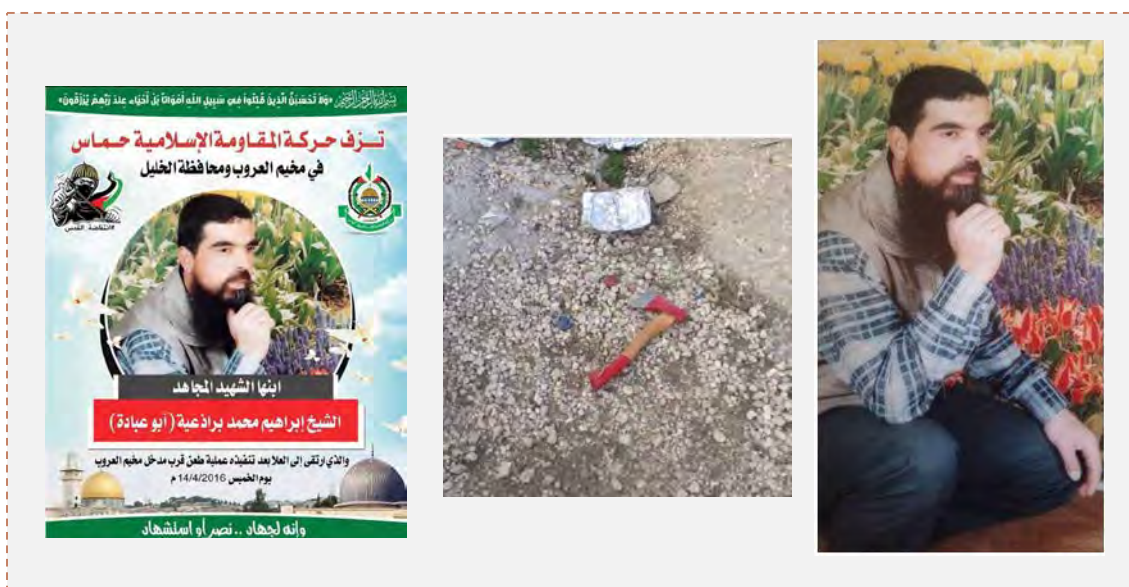 بسم الله الرحمن الرحيم «ولا تحسبن الذين قتلوا في سبيل الله أمواتا بل أحياء عند ربهم يرزقون»
تزف حركة المقاومة الإسلامية حماس
في مخيم العروب ومحافظة الخليل
#انتفاضة_القدس
ابنها الشهيد المجاهد
الشيخ إبراهيم محمد براذعية (أبو عبادة)
والذي ارتقى إلى العلا بعد تنفيذه عملية طعن قرب مدخل مخيم العروب
يوم الخميس 14/4/2016 م
وإنه لجهاد .. نصر أو استشهاد